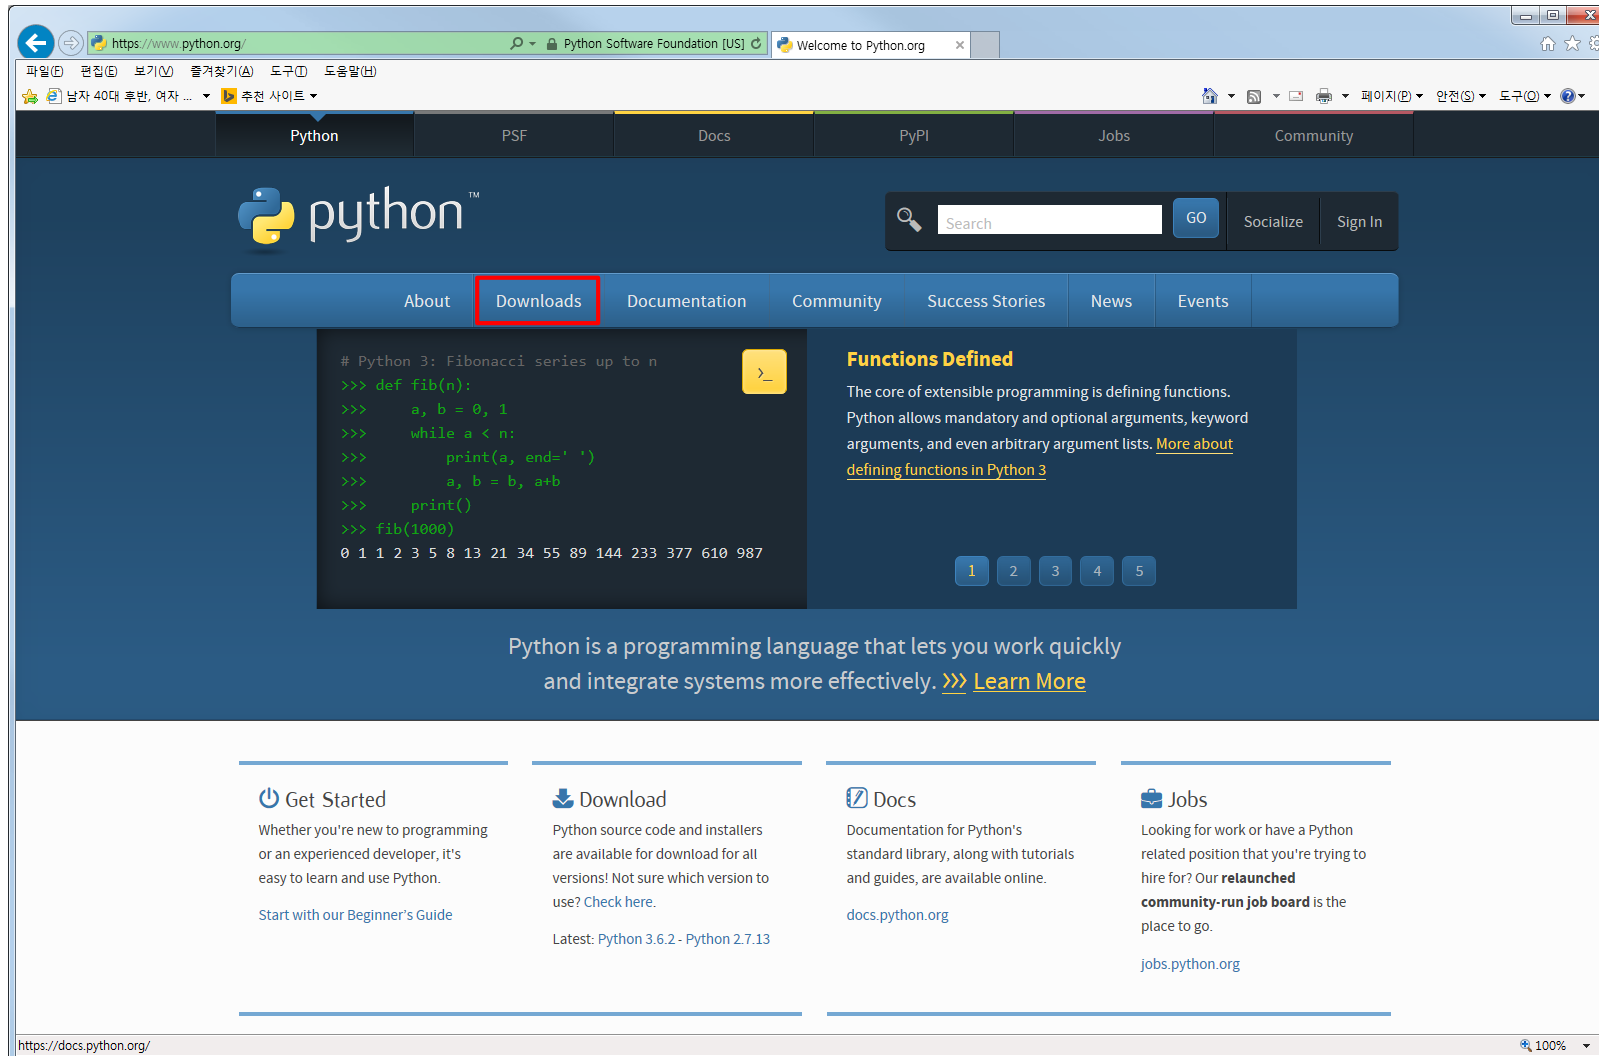 https://www.python.org/
Python Software Foundation [US]
Welcome to Python.org
파일(F) 편집(E) 보기(V) 즐겨찾기(A) 도구(T) 도움말(H)
남자 40대 후반, 여자 ... 추천 사이트
페이지(P) 안전(S) 도구(O)
Python PSF Docs PyPI Jobs Community
python™
Search GO Socialize Sign In
About Downloads Documentation Community Success Stories News Events
# Python 3: Fibonacci series up to n
>>> def fib(n):
>>>     a, b = 0, 1
>>>     while a < n:
>>>         print(a, end=' ')
>>>         a, b = b, a+b
>>>     print()
>>> fib(1000)
0 1 1 2 3 5 8 13 21 34 55 89 144 233 377 610 987
>_
Functions Defined
The core of extensible programming is defining functions.
Python allows mandatory and optional arguments, keyword
arguments, and even arbitrary argument lists. More about
defining functions in Python 3
1 2 3 4 5
Python is a programming language that lets you work quickly
and integrate systems more effectively. >>> Learn More
Get Started
Whether you're new to programming
or an experienced developer, it's
easy to learn and use Python.
Start with our Beginner’s Guide
Download
Python source code and installers
are available for download for all
versions! Not sure which version to
use? Check here.
Latest: Python 3.6.2 - Python 2.7.13
Docs
Documentation for Python's
standard library, along with tutorials
and guides, are available online.
docs.python.org
Jobs
Looking for work or have a Python
related position that you're trying to
hire for? Our relaunched
community-run job board is the
place to go.
jobs.python.org
https://docs.python.org/
100%